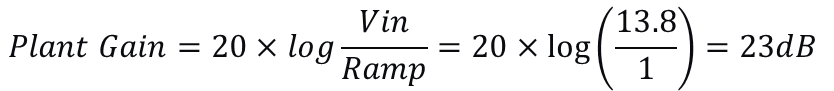 Plant Gain = 20 × log Vin/Ramp = 20 × log(13.8/1) = 23dB